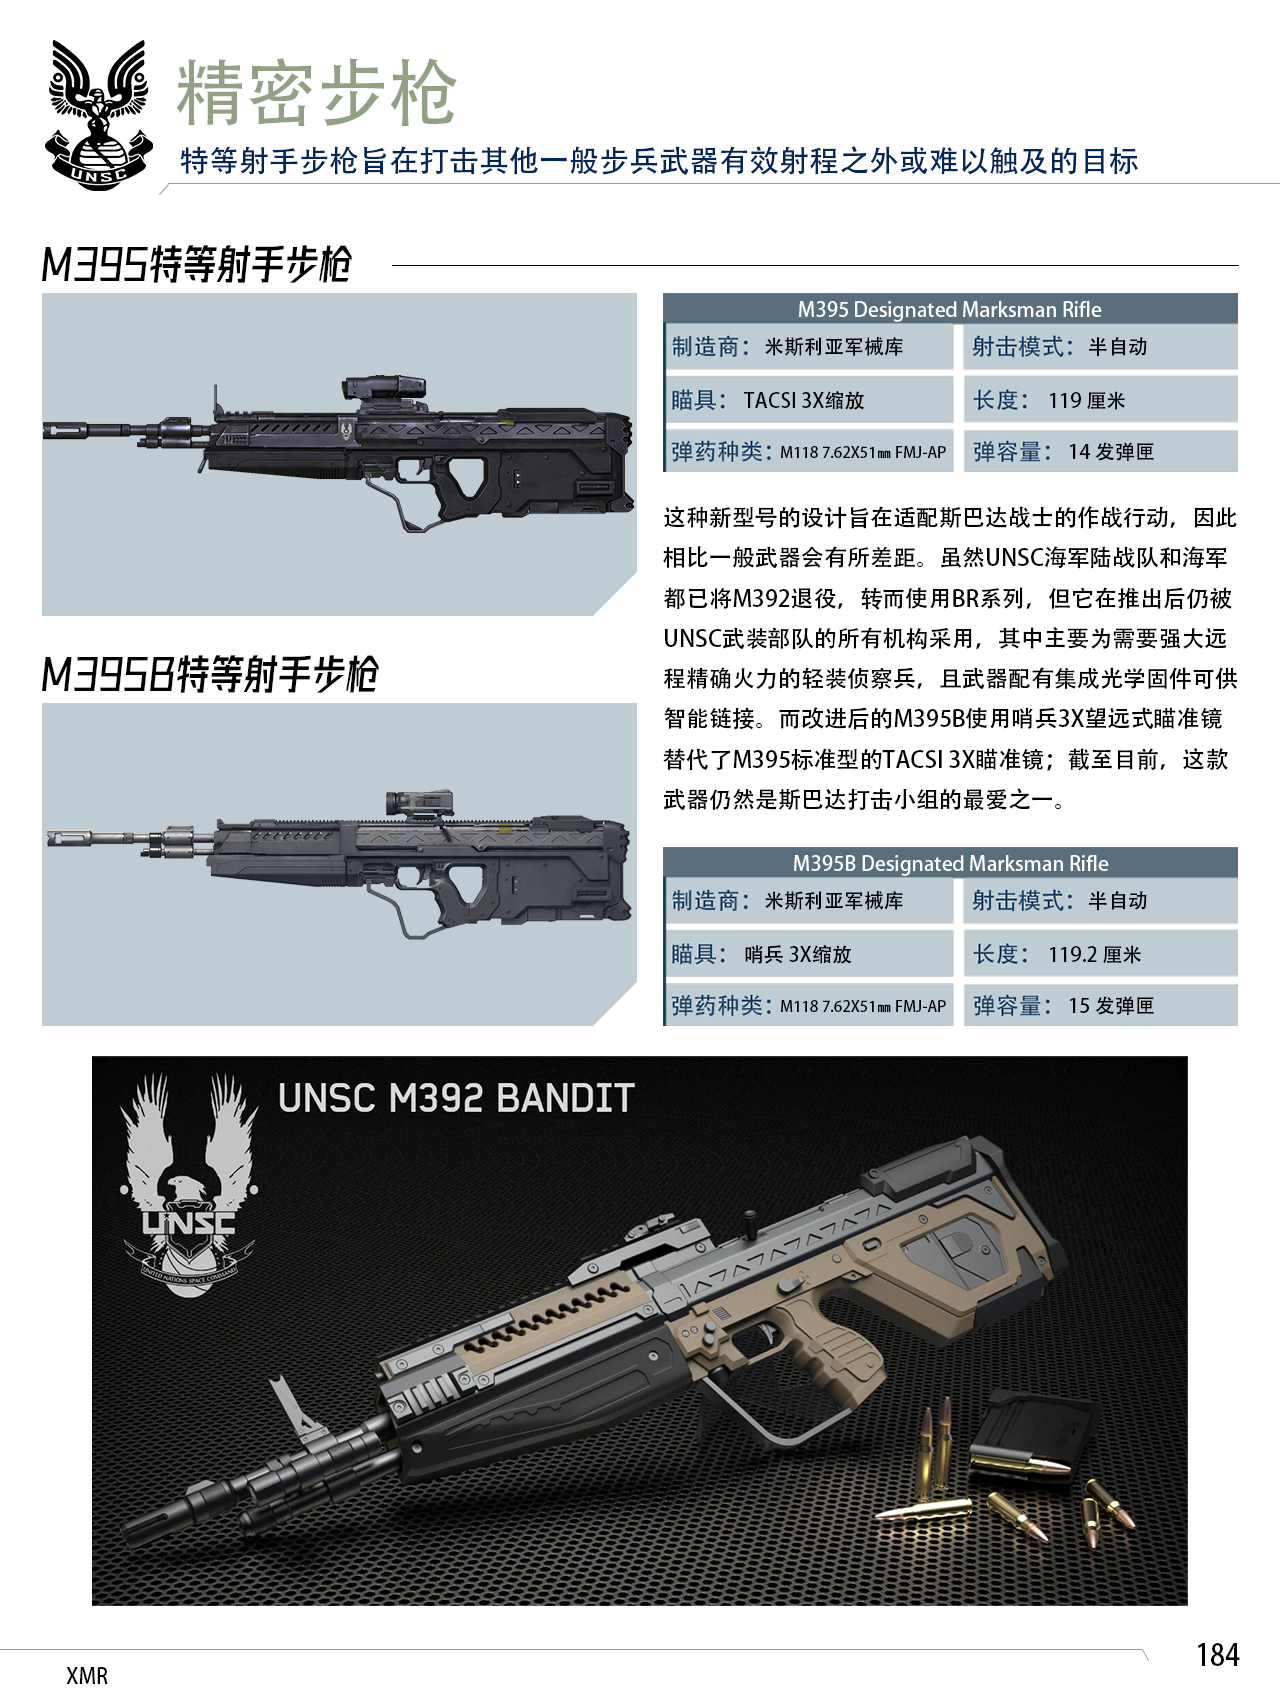 UNSC
精密步枪
特等射手步枪旨在打击其他一般步兵武器有效射程之外或难以触及的目标
M395特等射手步枪
M395 Designated Marksman Rifle
制造商：米斯利亚军械库 射击模式：半自动
瞄具：TACSI 3X缩放 长度：119 厘米
弹药种类：M118 7.62X51㎜ FMJ-AP 弹容量：14 发弹匣
这种新型号的设计旨在适配斯巴达战士的作战行动，因此
相比一般武器会有所差距。虽然UNSC海军陆战队和海军
都已将M392退役，转而使用BR系列，但它在推出后仍被
UNSC武装部队的所有机构采用，其中主要为需要强大远
程精确火力的轻装侦察兵，且武器配有集成光学固件可供
智能链接。而改进后的M395B使用哨兵3X望远式瞄准镜
替代了M395标准型的TACSI 3X瞄准镜；截至目前，这款
武器仍然是斯巴达打击小组的最爱之一。
M395B特等射手步枪
M395B Designated Marksman Rifle
制造商：米斯利亚军械库 射击模式：半自动
瞄具：哨兵 3X缩放 长度：119.2 厘米
弹药种类：M118 7.62X51㎜ FMJ-AP 弹容量：15 发弹匣
UNSC M392 BANDIT
UNSC
UNITED NATIONS SPACE COMMAND
184
XMR